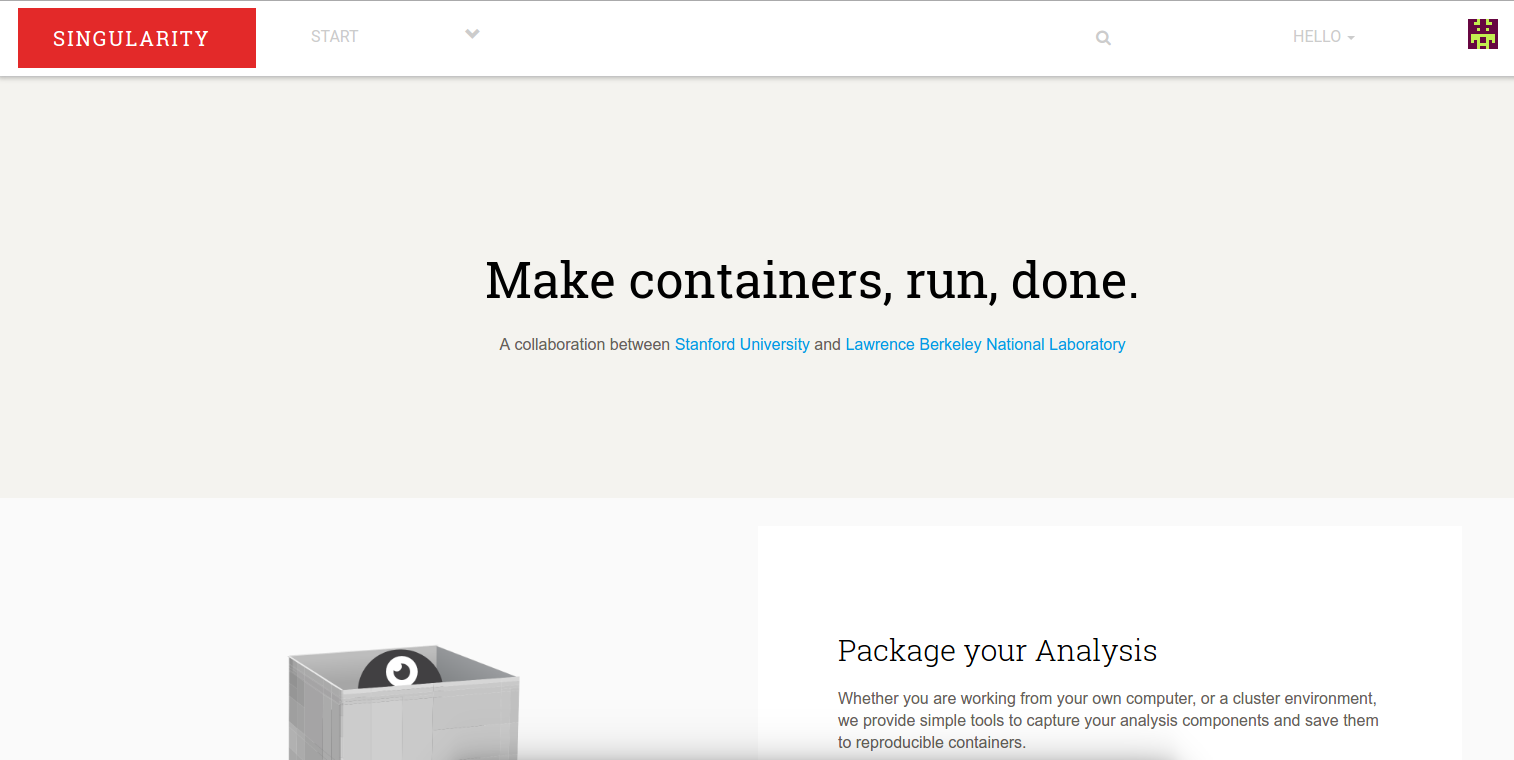 SINGULARITY
START
HELLO
Make containers, run, done.
A collaboration between Stanford University and Lawrence Berkeley National Laboratory
Package your Analysis
Whether you are working from your own computer, or a cluster environment,
we provide simple tools to capture your analysis components and save them
to reproducible containers.